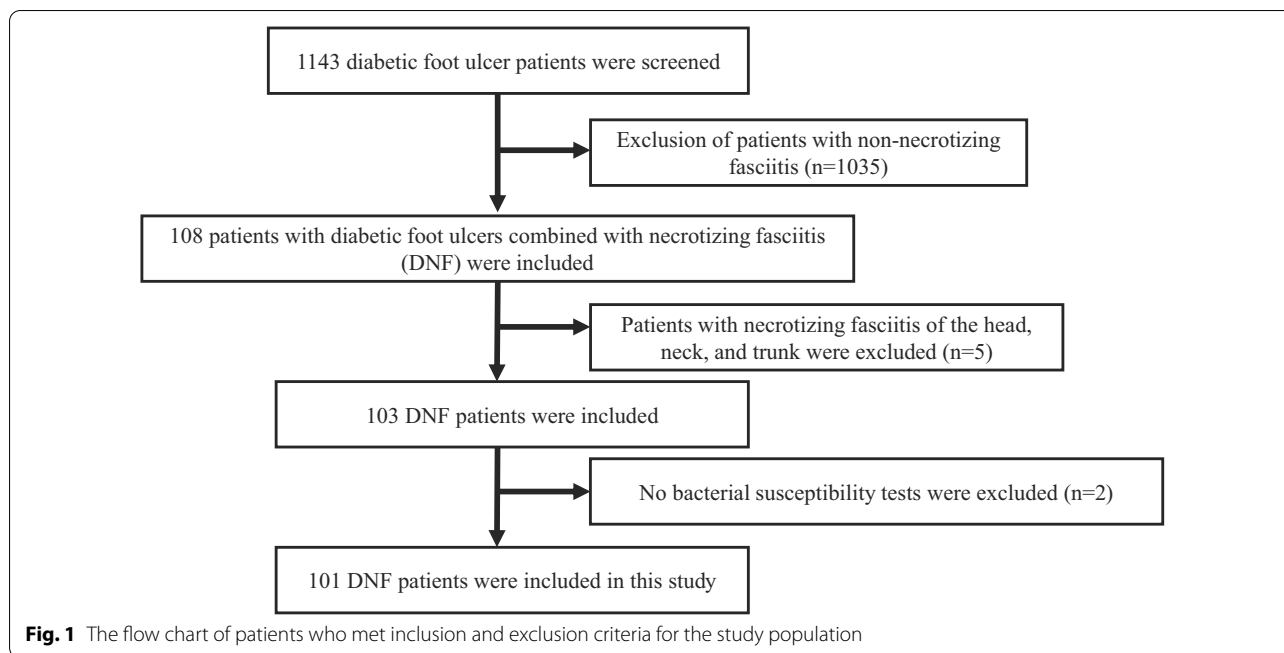 1143 diabetic foot ulcer patients were screened
Exclusion of patients with non-necrotizing
fasciitis (n=1035)
108 patients with diabetic foot ulcers combined with necrotizing fasciitis
(DNF) were included
Patients with necrotizing fasciitis of the head,
neck, and trunk were excluded (n=5)
103 DNF patients were included
No bacterial susceptibility tests were excluded (n=2)
101 DNF patients were included in this study
Fig. 1 The flow chart of patients who met inclusion and exclusion criteria for the study population